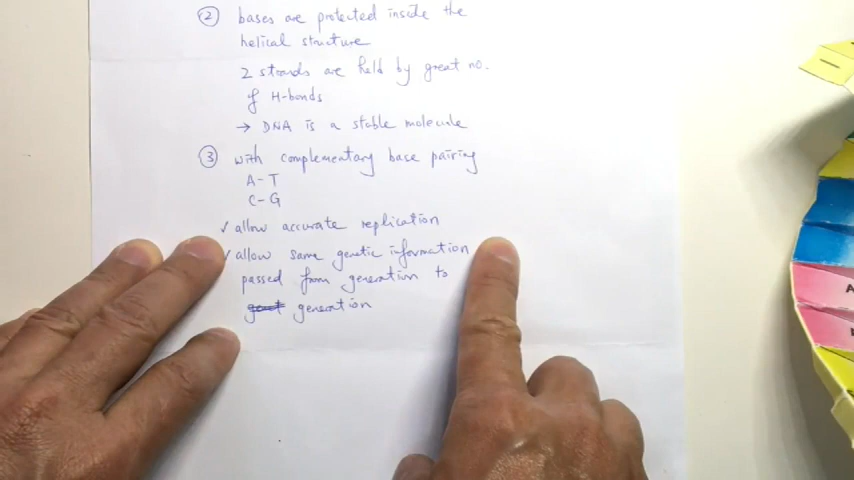 ② bases are protected inside the
helical structure
2 strands are held by great no.
of H-bonds
→ DNA is a stable molecule
③ with complementary base pairing
A-T
C-G
✓ allow accurate replication
✓ allow same genetic information
passed from generation to
generation
A